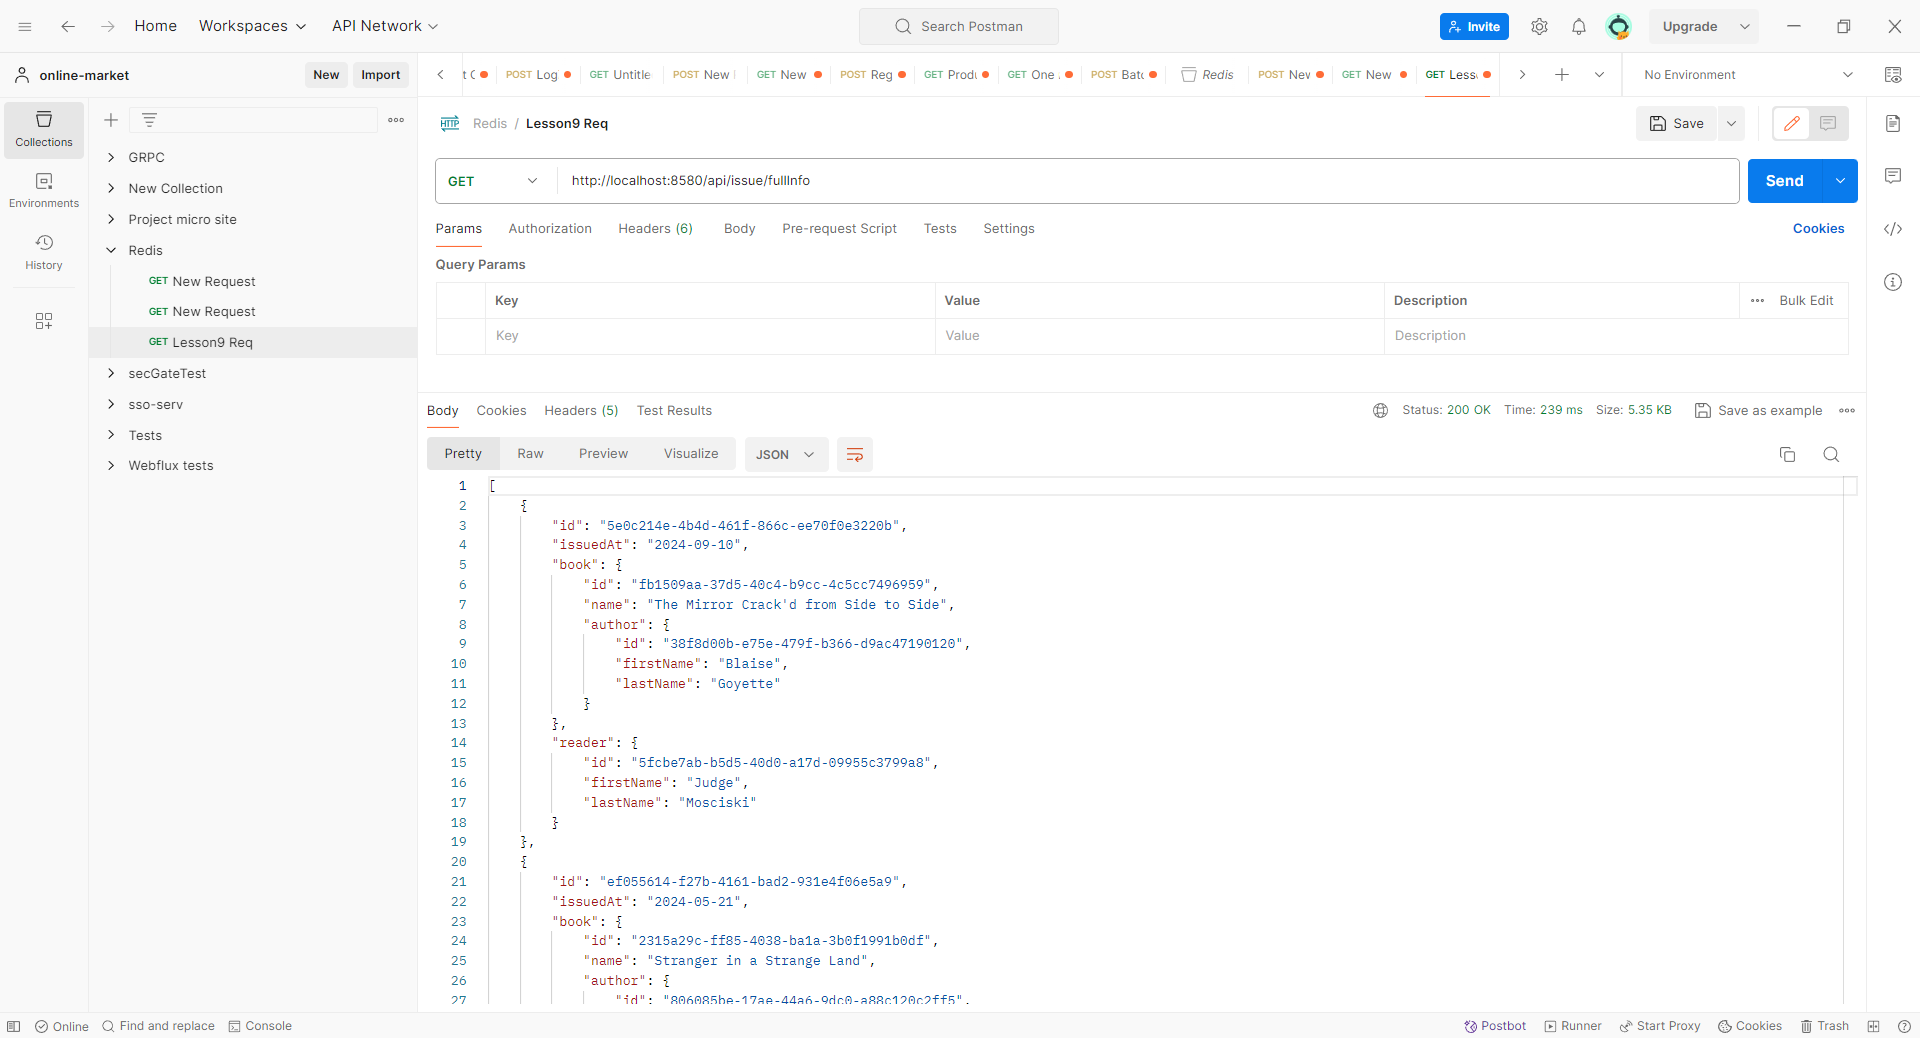 Home Workspaces API Network Search Postman Invite Upgrade
online-market New Import
POST Log GET Untitle POST New GET New POST Reg GET Produ GET One POST Batc Redis POST New GET New GET Less No Environment
Collections
Environments
History
GRPC
New Collection
Project micro site
Redis
GET New Request
GET New Request
GET Lesson9 Req
secGateTest
sso-serv
Tests
Webflux tests
HTTP Redis / Lesson9 Req Save
GET http://localhost:8580/api/issue/fullInfo Send
Params Authorization Headers (6) Body Pre-request Script Tests Settings Cookies
Query Params
Key Value Description Bulk Edit
Key Value Description
Body Cookies Headers (5) Test Results Status: 200 OK Time: 239 ms Size: 5.35 KB Save as example
Pretty Raw Preview Visualize JSON
1 [
2 {
3 "id": "5e0c214e-4b4d-461f-866c-ee70f0e3220b",
4 "issuedAt": "2024-09-10",
5 "book": {
6 "id": "fb1509aa-37d5-40c4-b9cc-4c5cc7496959",
7 "name": "The Mirror Crack'd from Side to Side",
8 "author": {
9 "id": "38f8d00b-e75e-479f-b366-d9ac47190120",
10 "firstName": "Blaise",
11 "lastName": "Goyette"
12 }
13 },
14 "reader": {
15 "id": "5fcbe7ab-b5d5-40d0-a17d-09955c3799a8",
16 "firstName": "Judge",
17 "lastName": "Mosciski"
18 }
19 },
20 {
21 "id": "ef055614-f27b-4161-bad2-931e4f06e5a9",
22 "issuedAt": "2024-05-21",
23 "book": {
24 "id": "2315a29c-ff85-4038-ba1a-3b0f1991b0df",
25 "name": "Stranger in a Strange Land",
26 "author": {
27 "id": "806085be-17ae-44a6-9dc0-a88c120c2ff5",
Online Find and replace Console Postbot Runner Start Proxy Cookies Trash